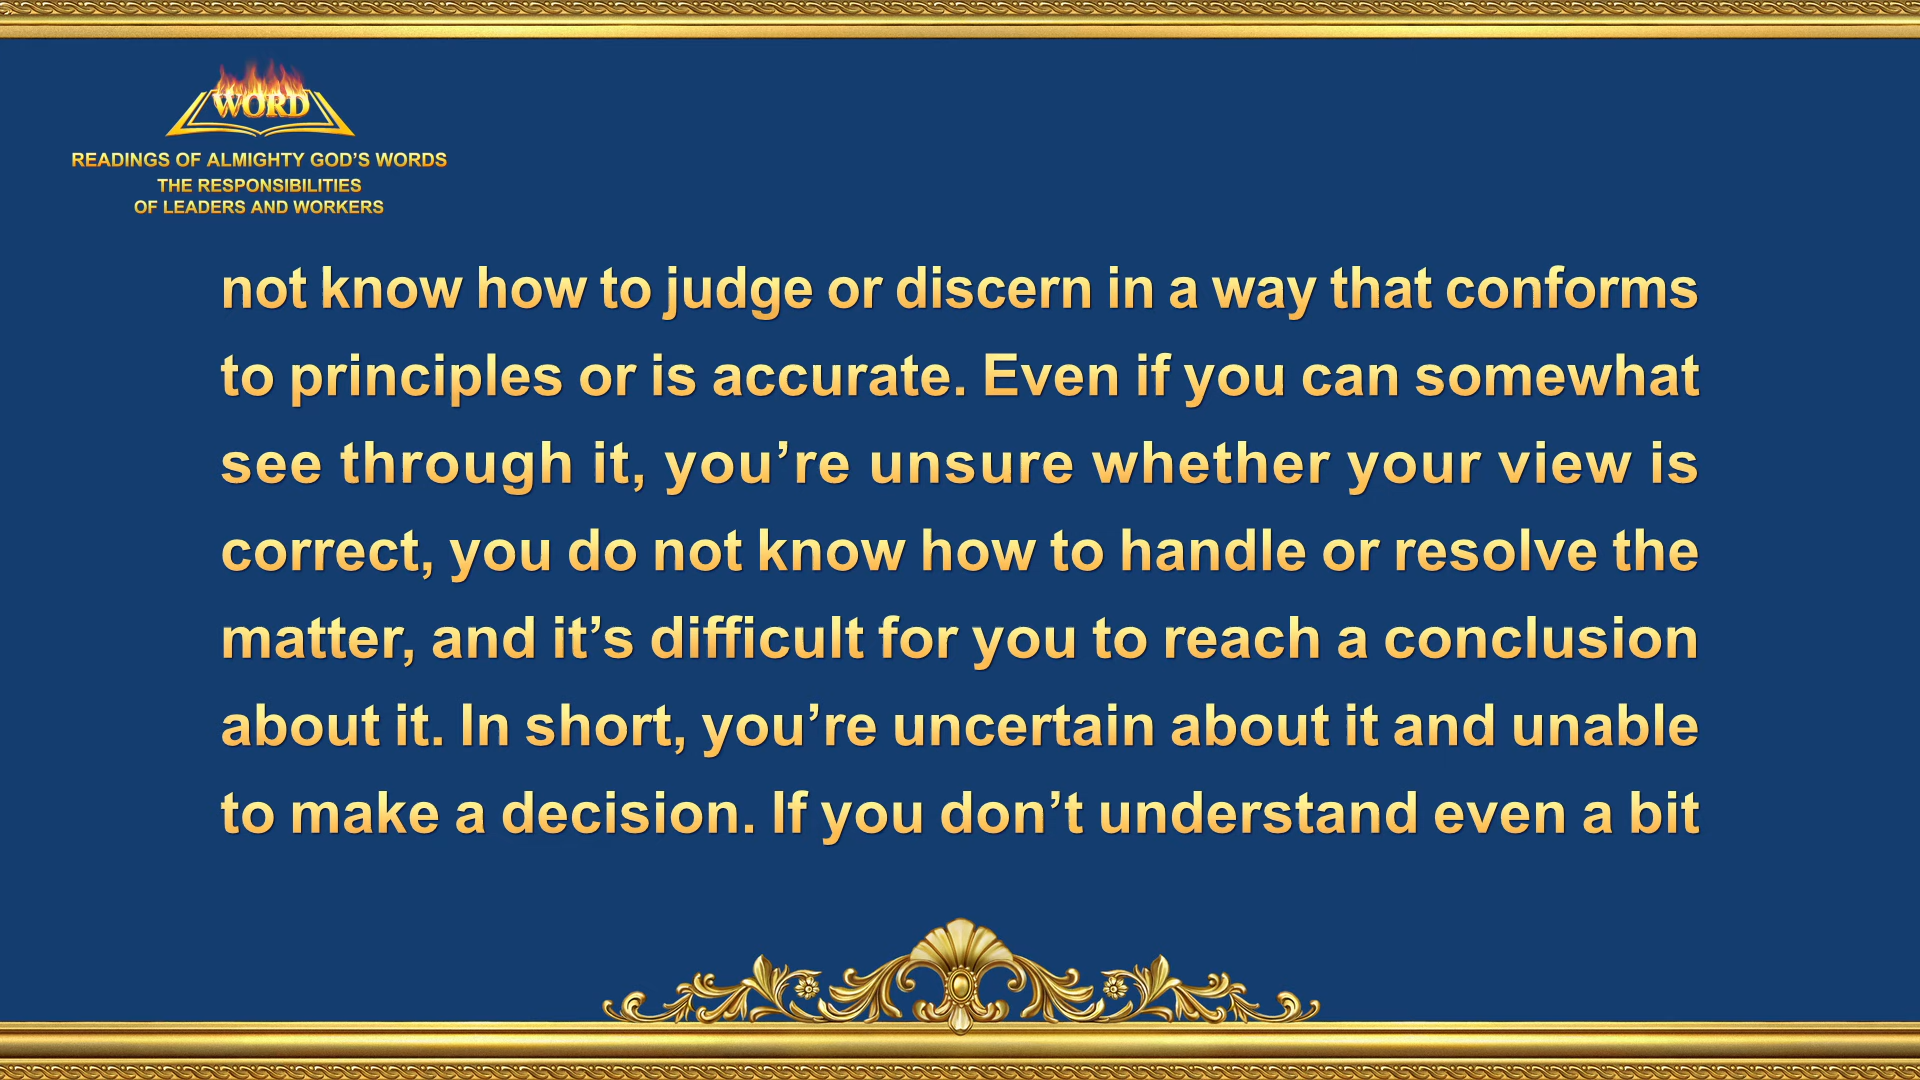 WORD
READINGS OF ALMIGHTY GOD’S WORDS
THE RESPONSIBILITIES
OF LEADERS AND WORKERS
not know how to judge or discern in a way that conforms
to principles or is accurate. Even if you can somewhat
see through it, you’re unsure whether your view is
correct, you do not know how to handle or resolve the
matter, and it’s difficult for you to reach a conclusion
about it. In short, you’re uncertain about it and unable
to make a decision. If you don’t understand even a bit